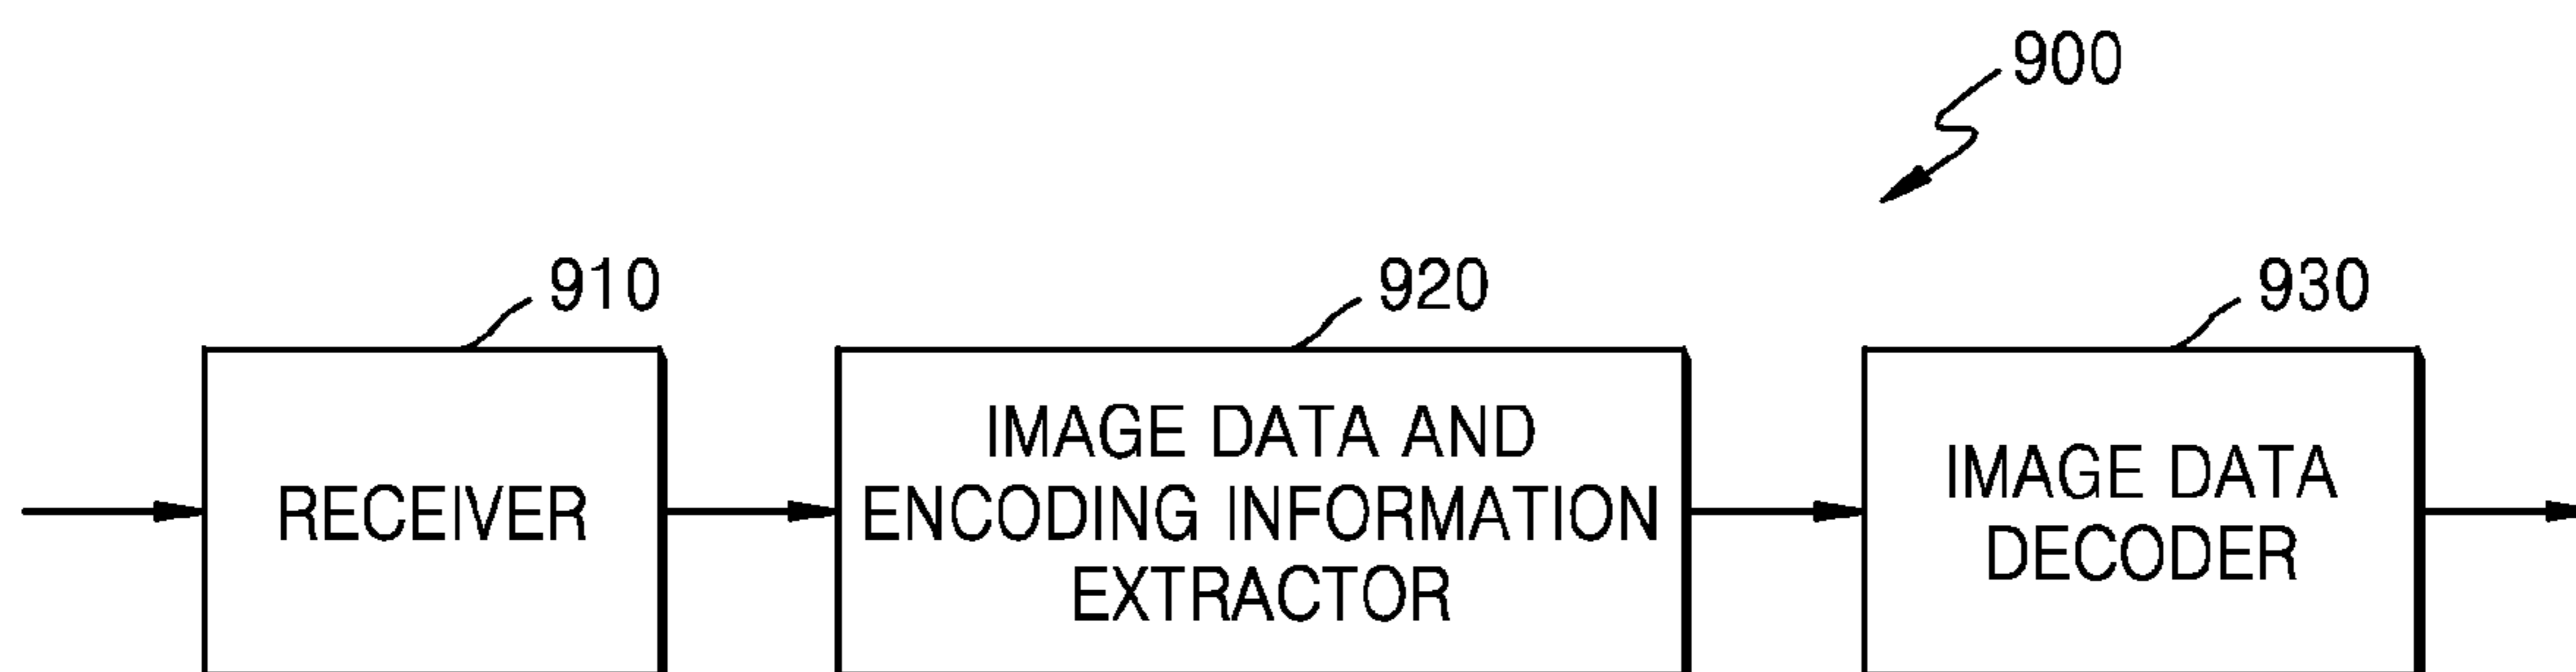 900
910
920
930
RECEIVER
IMAGE DATA AND
ENCODING INFORMATION
EXTRACTOR
IMAGE DATA
DECODER